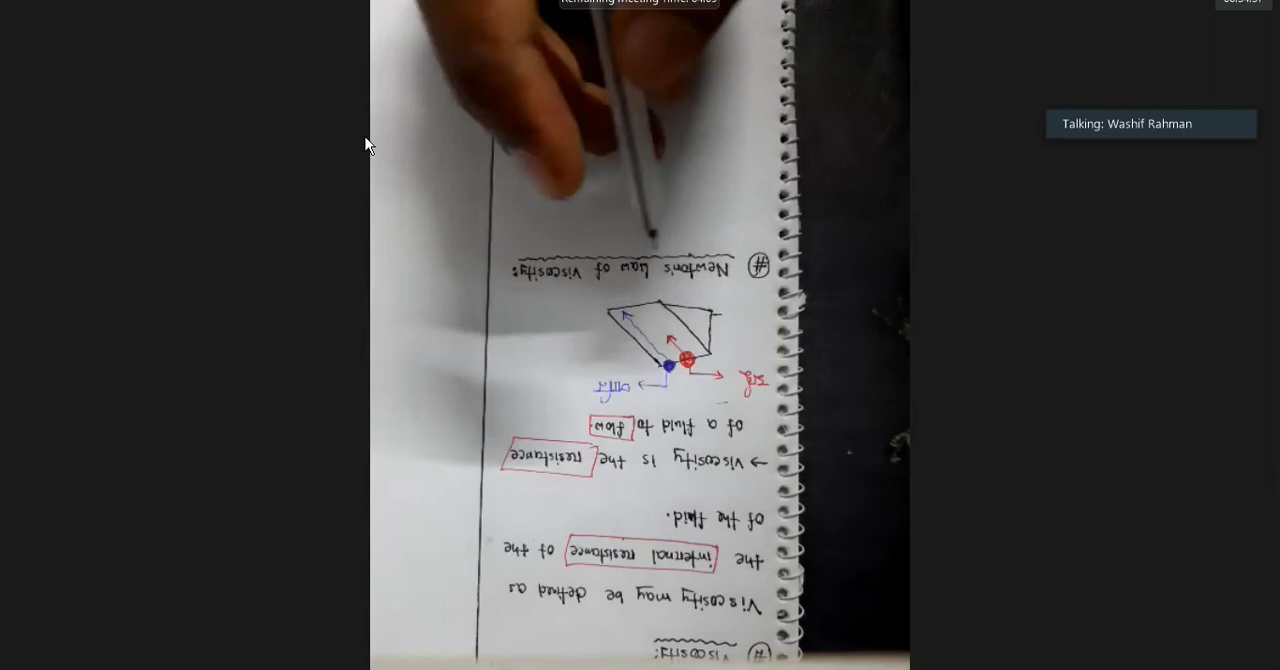 Talking: Washif Rahman
# Viscosity:
Viscosity may be defined as
the internal resistance of the
of the fluid.
→ Viscosity is the resistance
of a fluid to flow.
# Newton's Law of Viscosity: